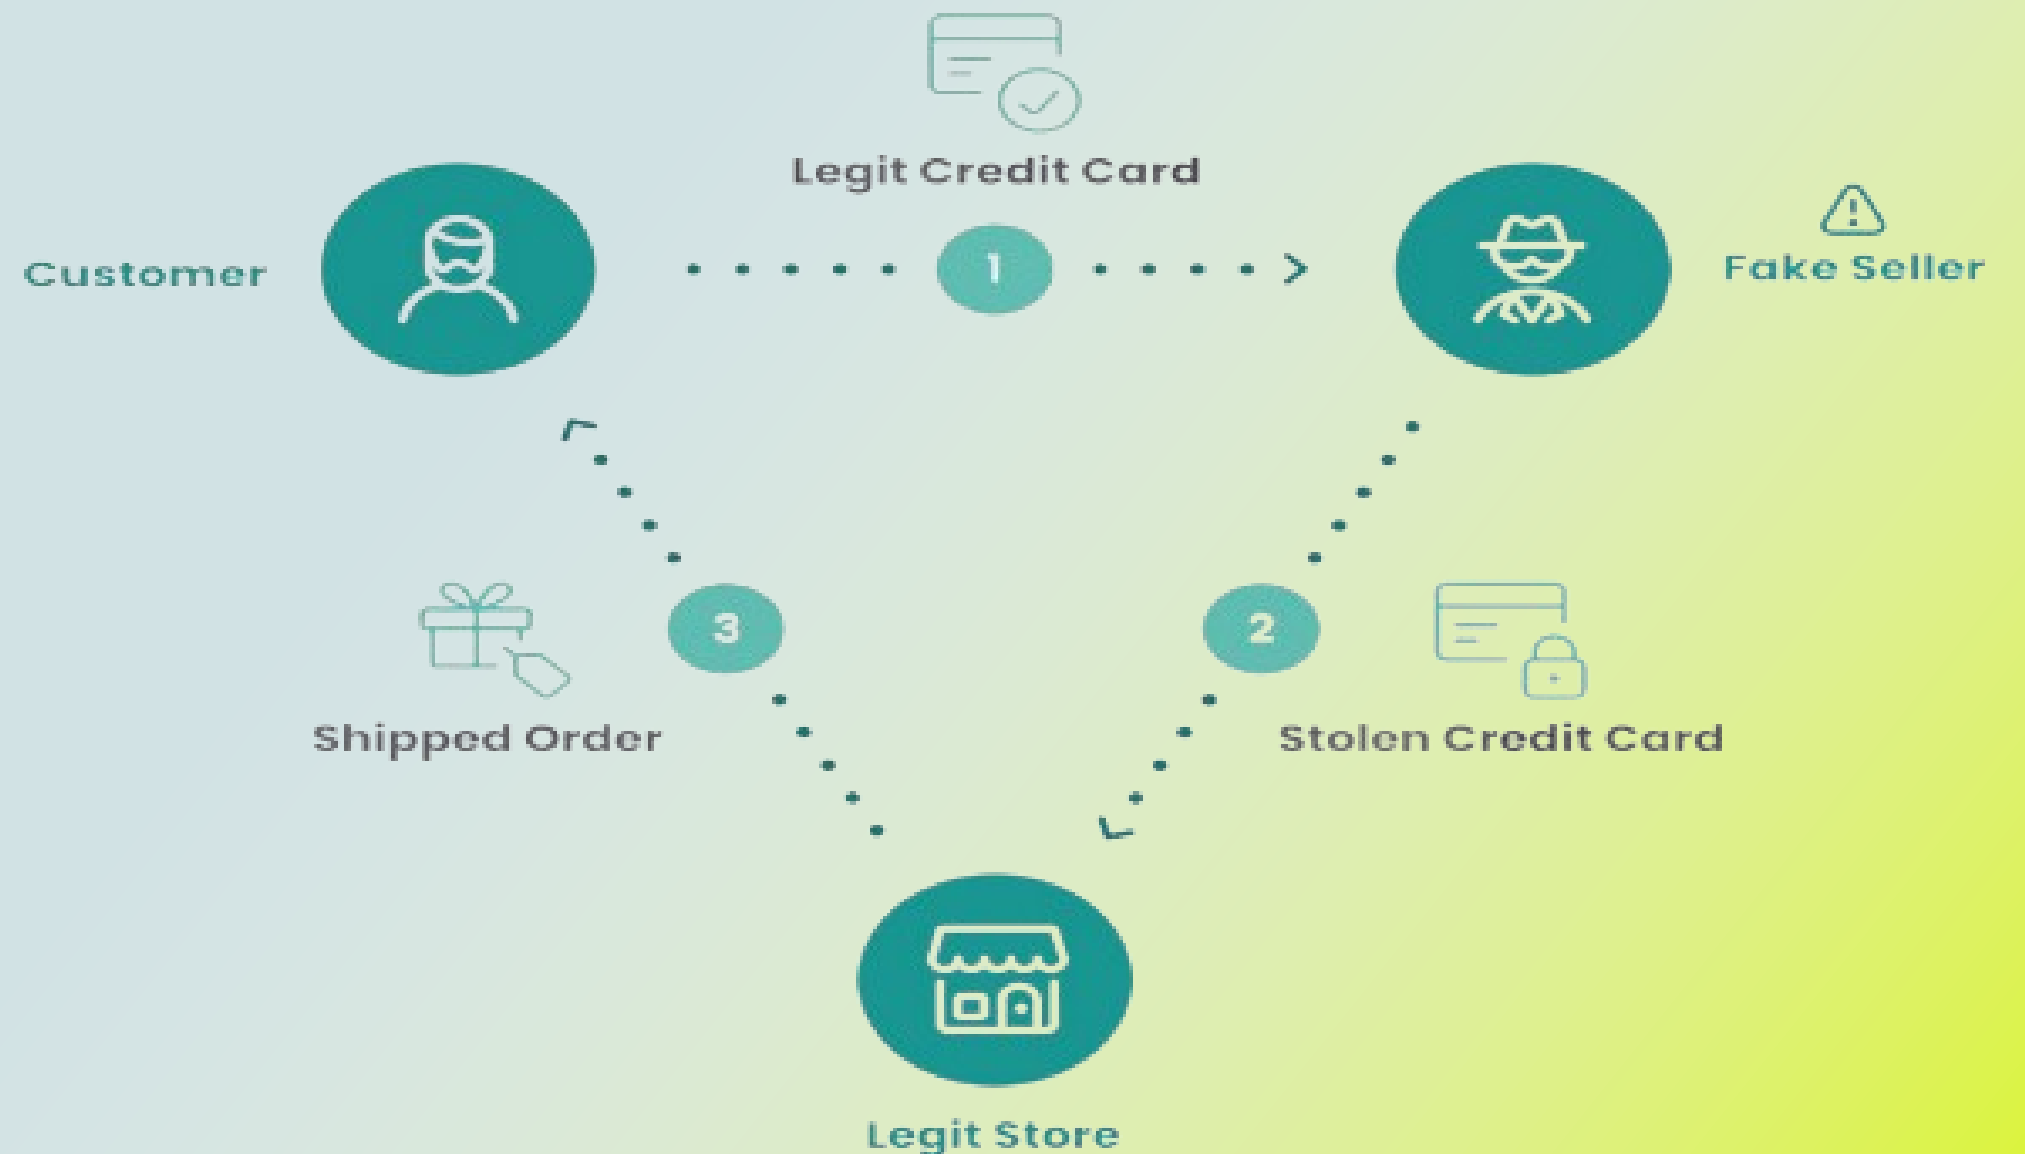 Legit Credit Card
Customer
1
Fake Seller
3
2
Shipped Order
Stolen Credit Card
Legit Store